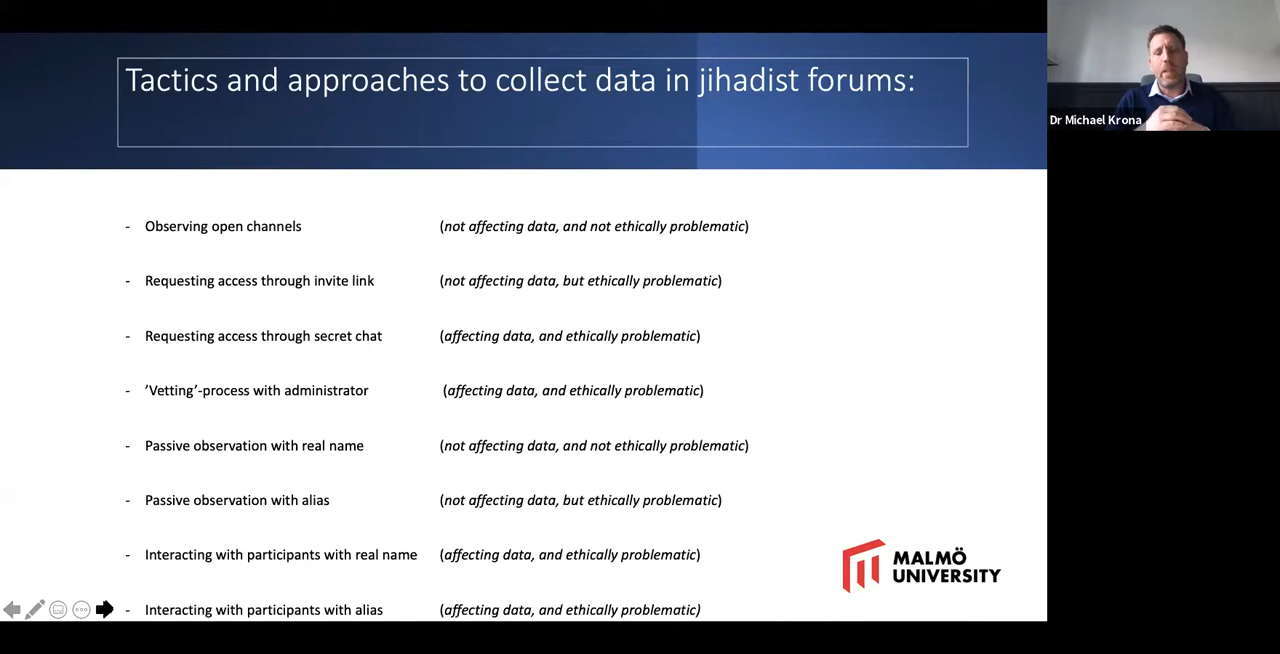 Tactics and approaches to collect data in jihadist forums:
Dr Michael Krona
- Observing open channels (not affecting data, and not ethically problematic)
- Requesting access through invite link (not affecting data, but ethically problematic)
- Requesting access through secret chat (affecting data, and ethically problematic)
- ’Vetting’-process with administrator (affecting data, and ethically problematic)
- Passive observation with real name (not affecting data, and not ethically problematic)
- Passive observation with alias (not affecting data, but ethically problematic)
- Interacting with participants with real name (affecting data, and ethically problematic)
- Interacting with participants with alias (affecting data, and ethically problematic)
MALMÖ
UNIVERSITY